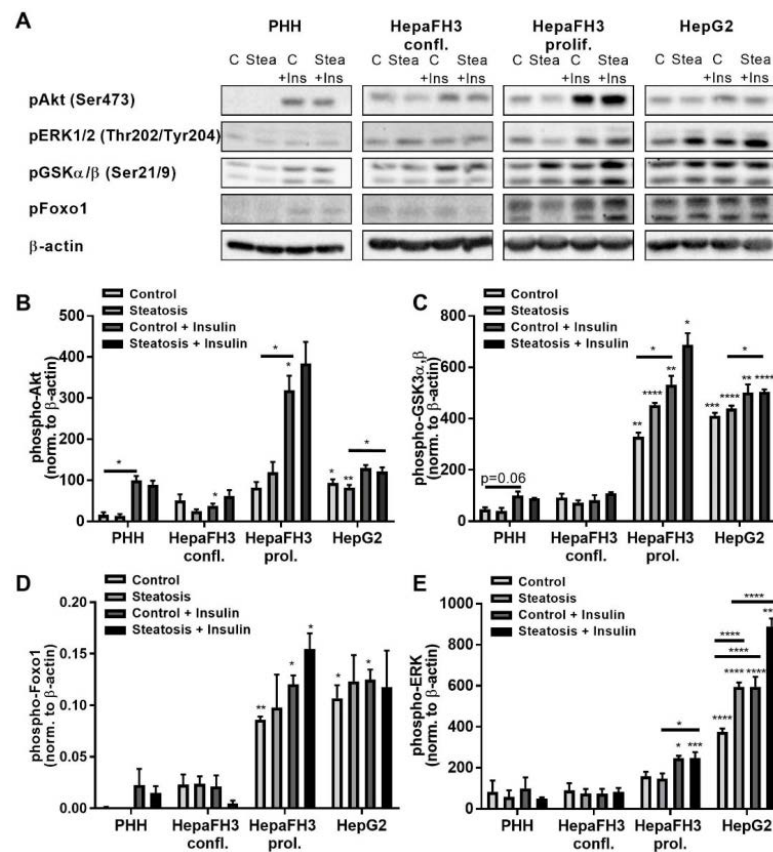 A
PHH HepaFH3 confl. HepaFH3 prolif. HepG2
C Stea C +Ins Stea +Ins C Stea C +Ins Stea +Ins C Stea C +Ins Stea +Ins C Stea C +Ins Stea +Ins
pAkt (Ser473)
pERK1/2 (Thr202/Tyr204)
pGSKα/β (Ser21/9)
pFoxo1
β-actin
B
Control
Steatosis
Control + Insulin
Steatosis + Insulin
phospho-Akt
(norm. to β-actin)
500
400
300
200
100
0
* * * * * * *
PHH HepaFH3 confl. HepaFH3 prol. HepG2
C
Control
Steatosis
Control + Insulin
Steatosis + Insulin
phospho-GSK3α,β
(norm. to β-actin)
800
600
400
200
0
p=0.06 ** **** * ** * *** **** * ** ****
PHH HepaFH3 confl. HepaFH3 prol. HepG2
D
Control
Steatosis
Control + Insulin
Steatosis + Insulin
phospho-Foxo1
(norm. to β-actin)
0.20
0.15
0.10
0.05
0.00
** * * * *
PHH HepaFH3 confl. HepaFH3 prol. HepG2
E
Control
Steatosis
Control + Insulin
Steatosis + Insulin
phospho-ERK
(norm. to β-actin)
1000
800
600
400
200
0
* * *** **** **** **** **** **** ****
PHH HepaFH3 confl. HepaFH3 prol. HepG2